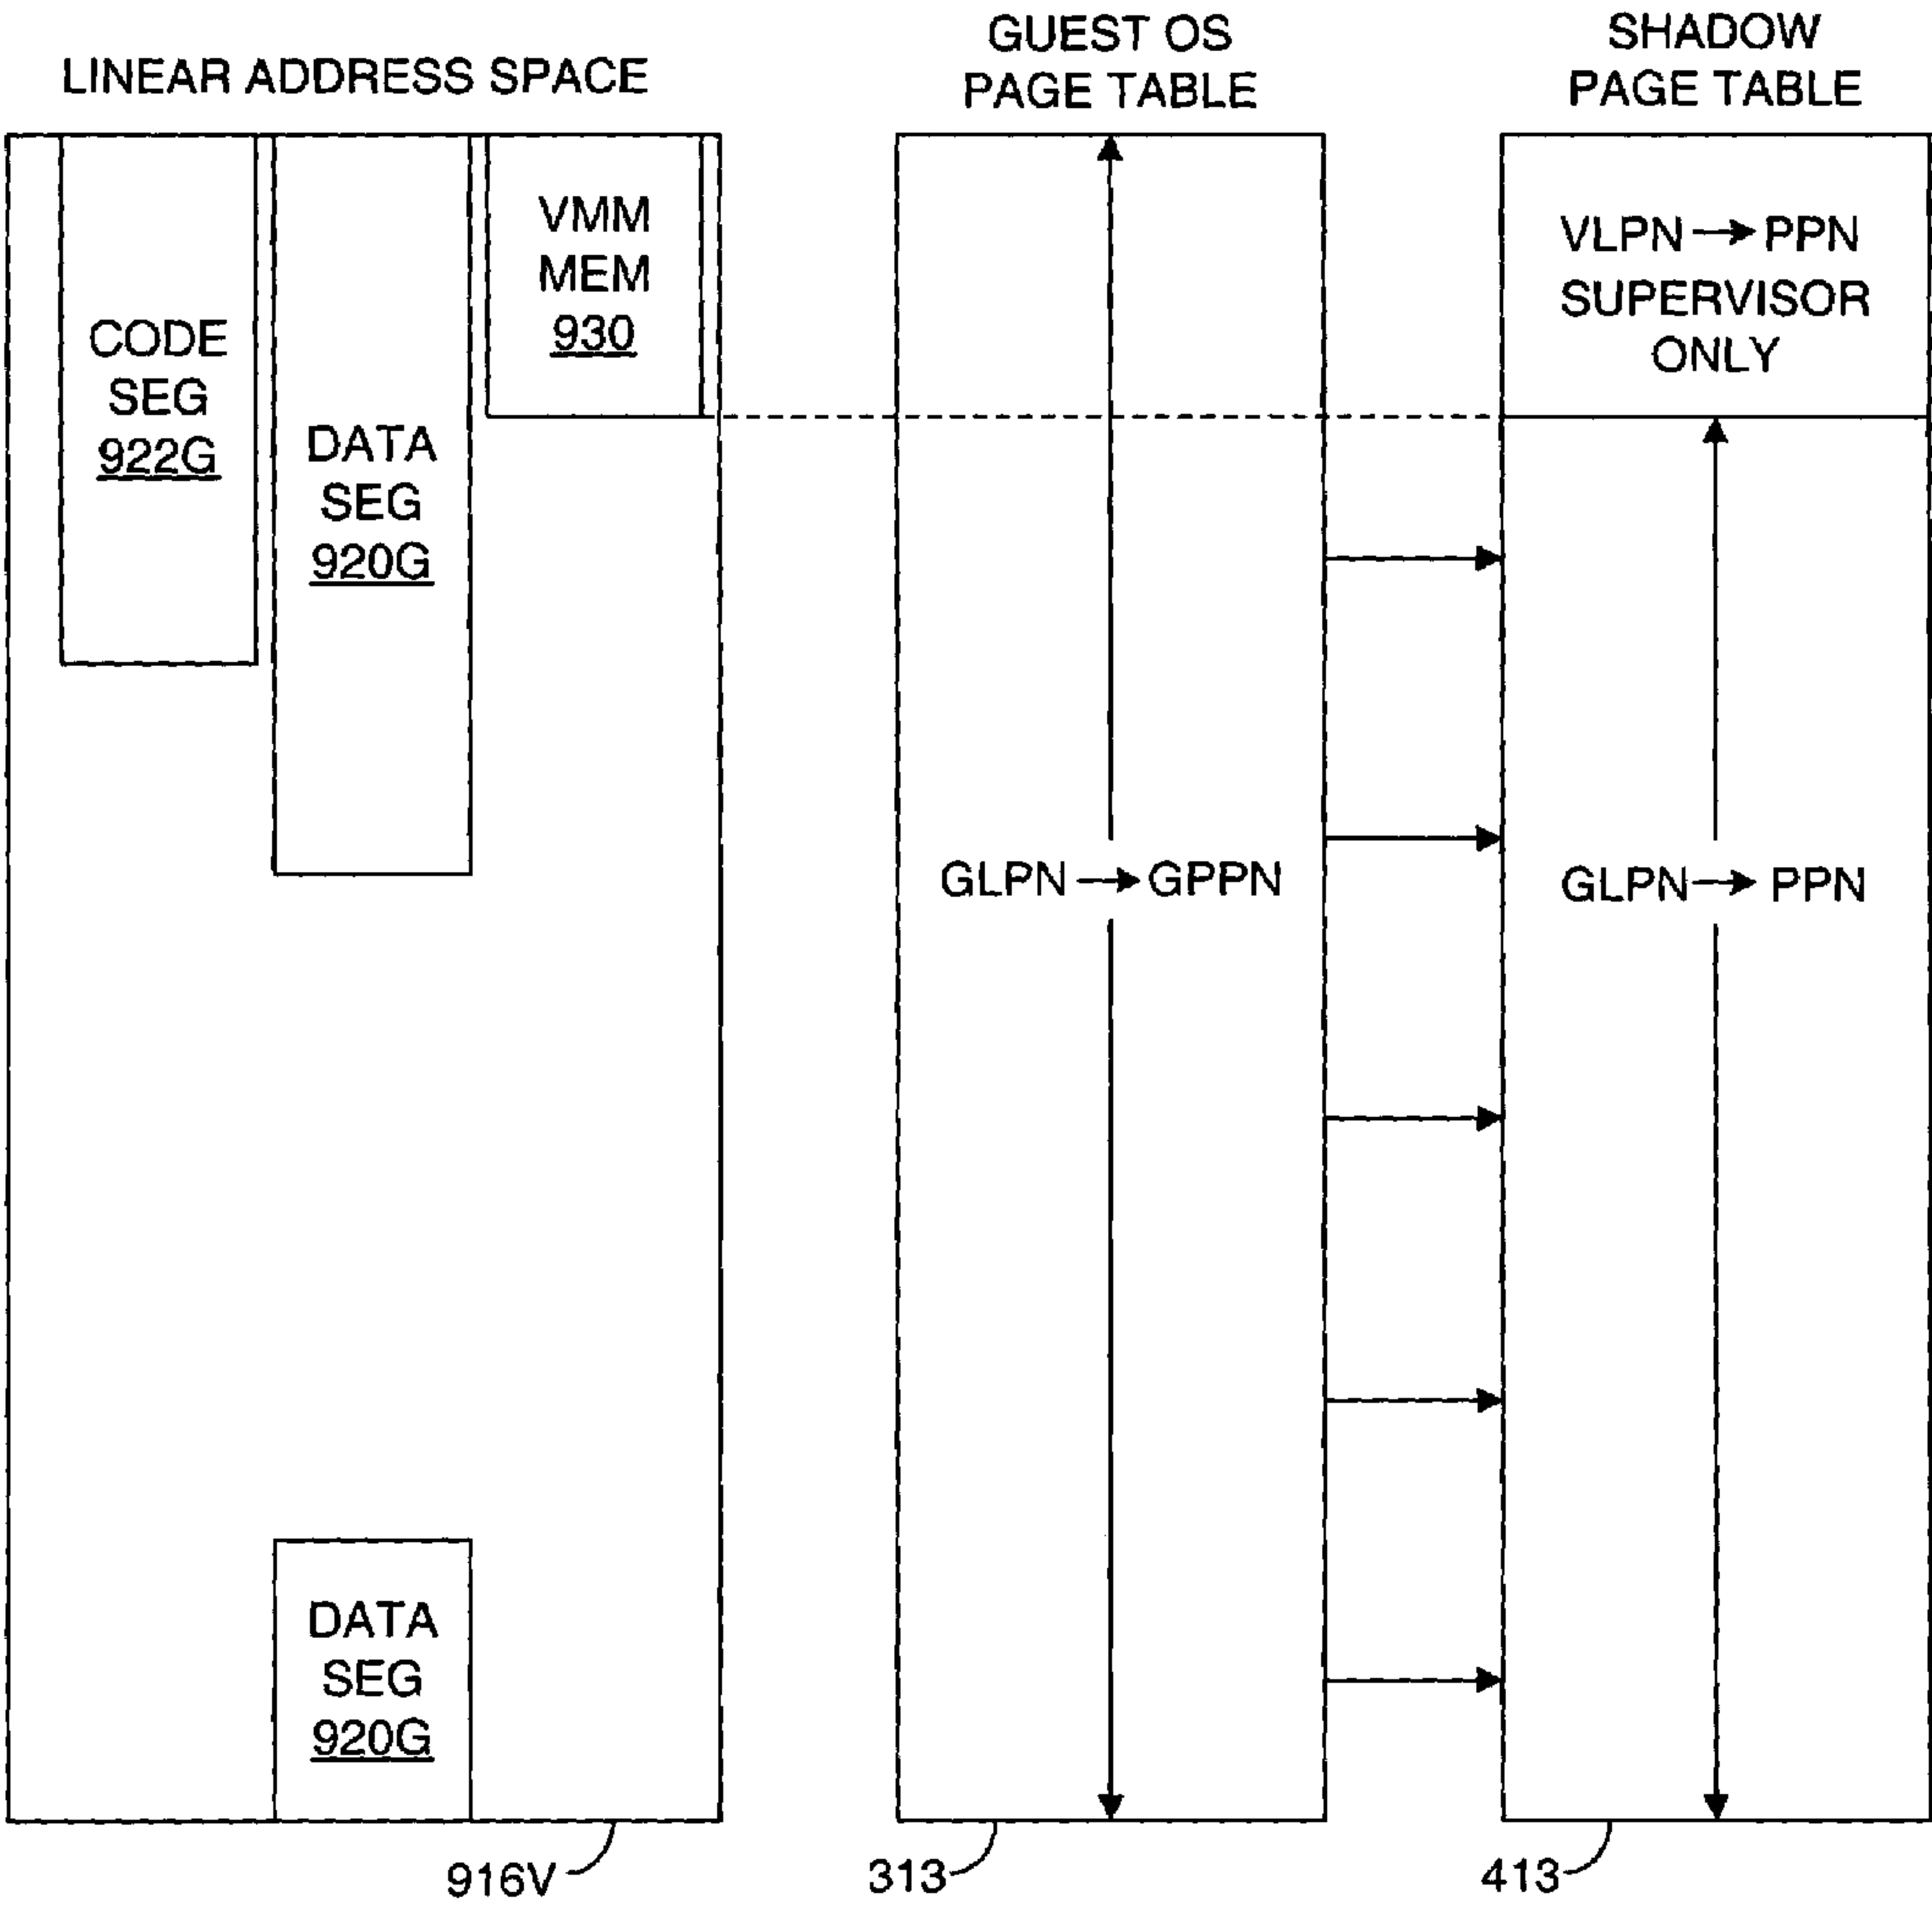 LINEAR ADDRESS SPACE
GUEST OS
PAGE TABLE
SHADOW
PAGE TABLE
CODE
SEG
922G
DATA
SEG
920G
VMM
MEM
930
VLPN → PPN
SUPERVISOR
ONLY
GLPN → GPPN
GLPN → PPN
DATA
SEG
920G
916V
313
413